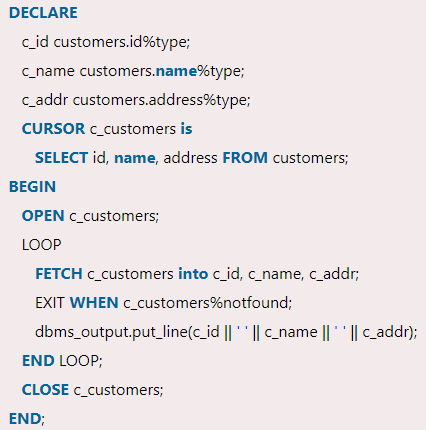 DECLARE
c_id customers.id%type;
c_name customers.name%type;
c_addr customers.address%type;
CURSOR c_customers is
SELECT id, name, address FROM customers;
BEGIN
OPEN c_customers;
LOOP
FETCH c_customers into c_id, c_name, c_addr;
EXIT WHEN c_customers%notfound;
dbms_output.put_line(c_id || ' ' || c_name || ' ' || c_addr);
END LOOP;
CLOSE c_customers;
END;